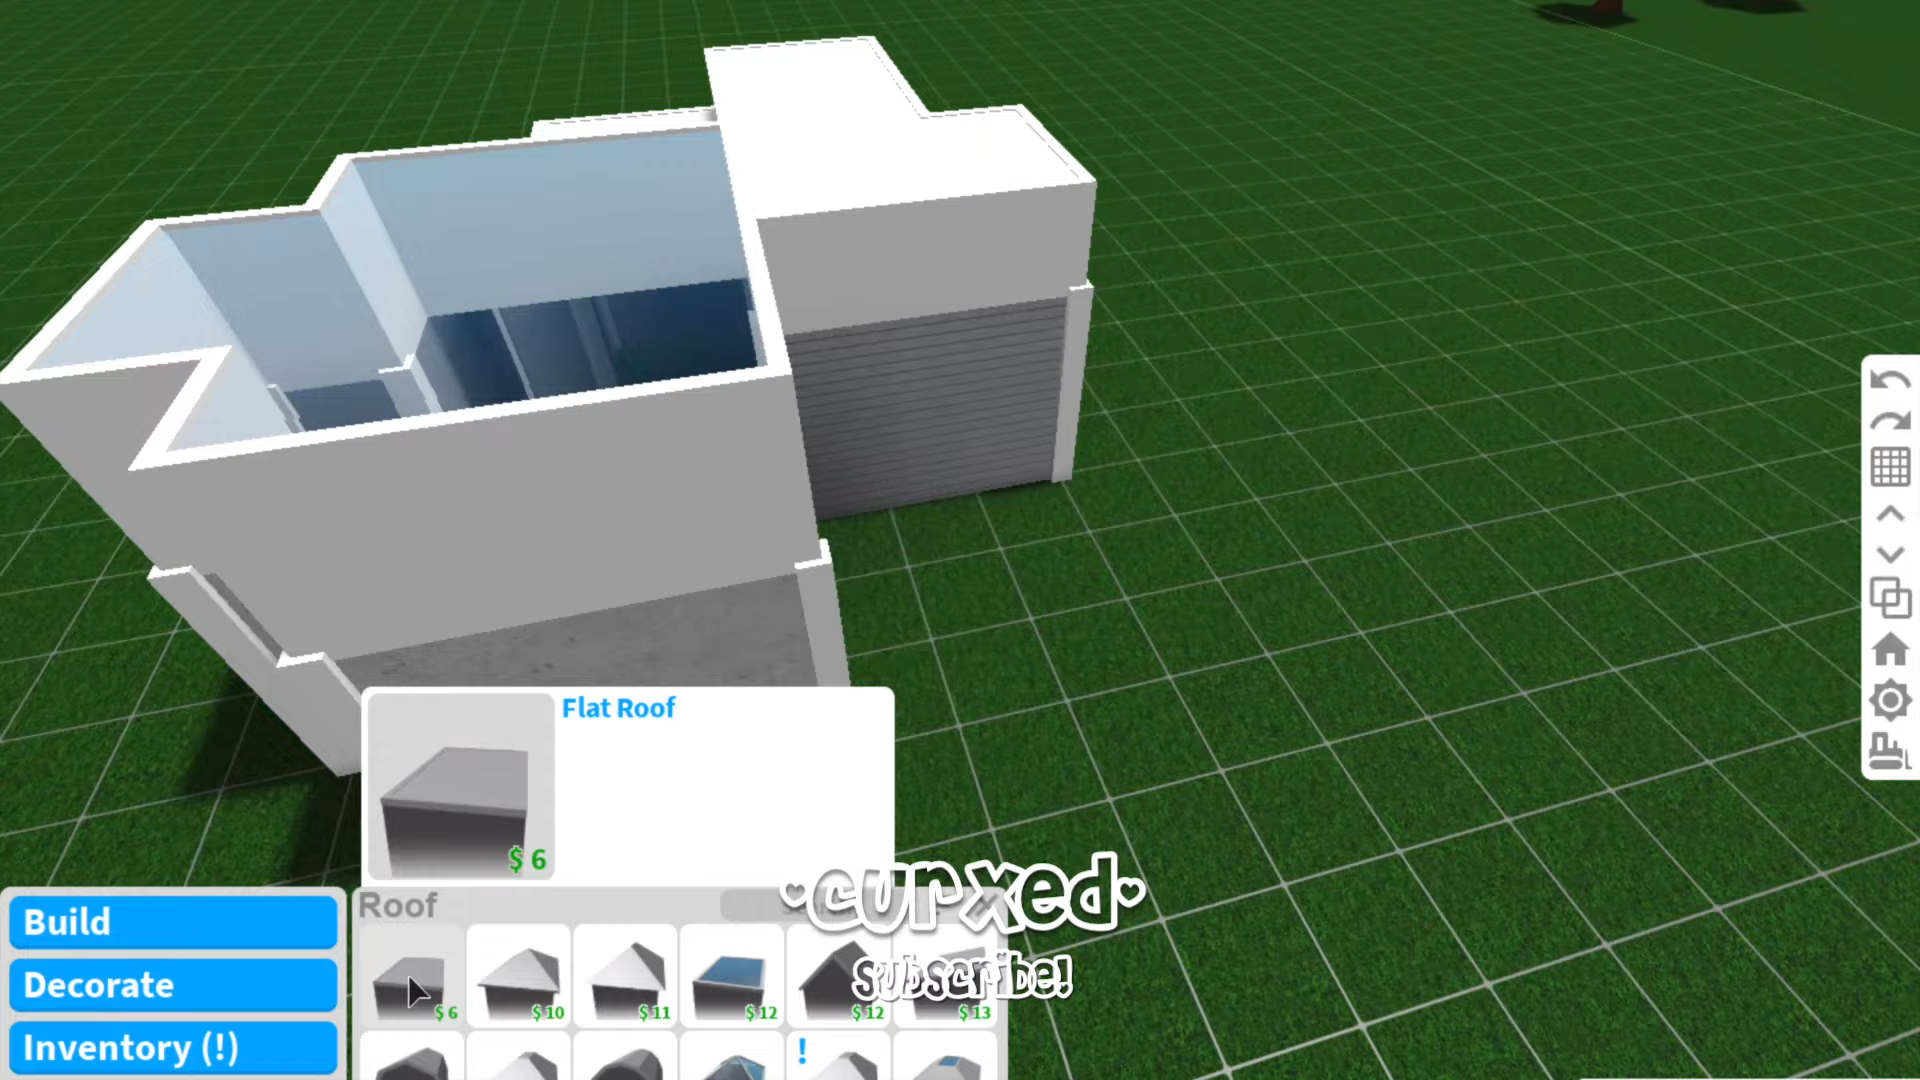 Flat Roof
$ 6
Roof
•curxed•
Subscribe!
Build
Decorate
Inventory (!)
$ 6
$ 10
$ 11
$ 12
$ 12
$ 13
!